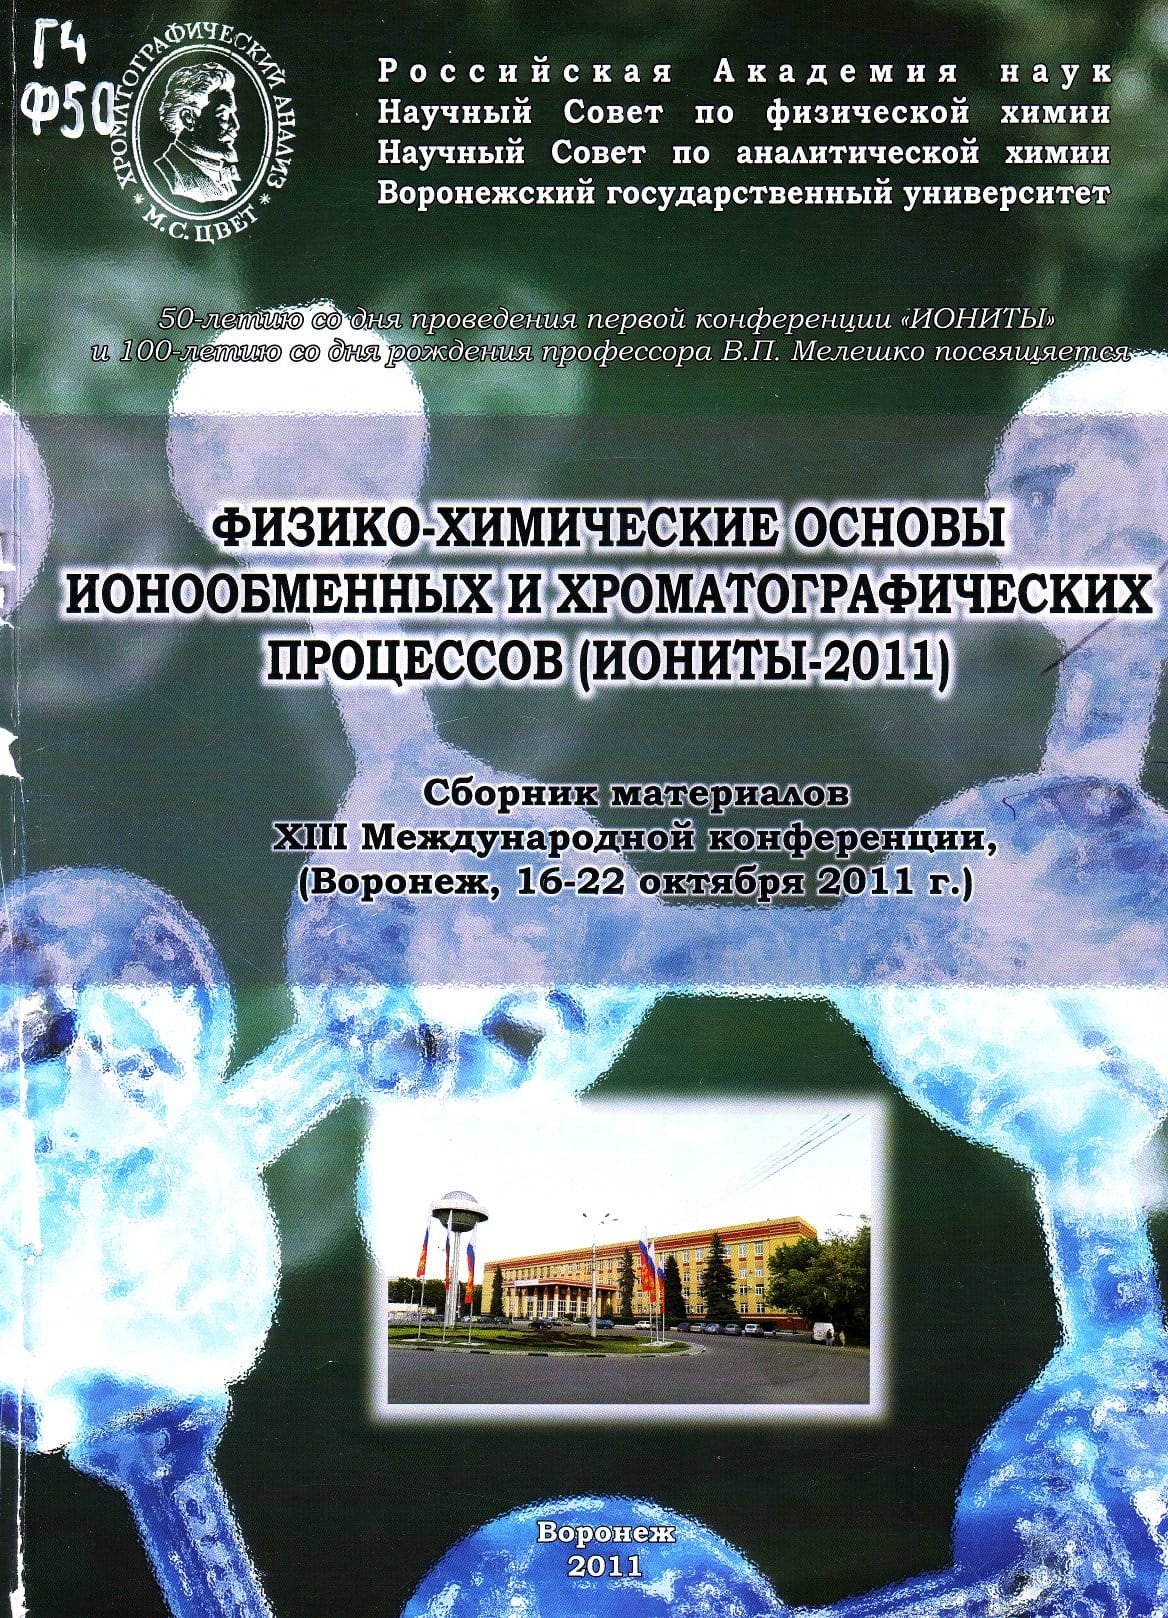 Г4
Ф50
ХРОМАТОГРАФИЧЕСКИЙ АНАЛИЗ
* М.С. ЦВЕТ *
Российская Академия наук
Научный Совет по физической химии
Научный Совет по аналитической химии
Воронежский государственный университет
50-летию со дня проведения первой конференции «ИОНИТЫ»
и 100-летию со дня рождения профессора В.П. Мелешко посвящяется
ФИЗИКО-ХИМИЧЕСКИЕ ОСНОВЫ
ИОНООБМЕННЫХ И ХРОМАТОГРАФИЧЕСКИХ
ПРОЦЕССОВ (ИОНИТЫ-2011)
Сборник материалов
XIII Международной конференции,
(Воронеж, 16-22 октября 2011 г.)
Воронеж
2011